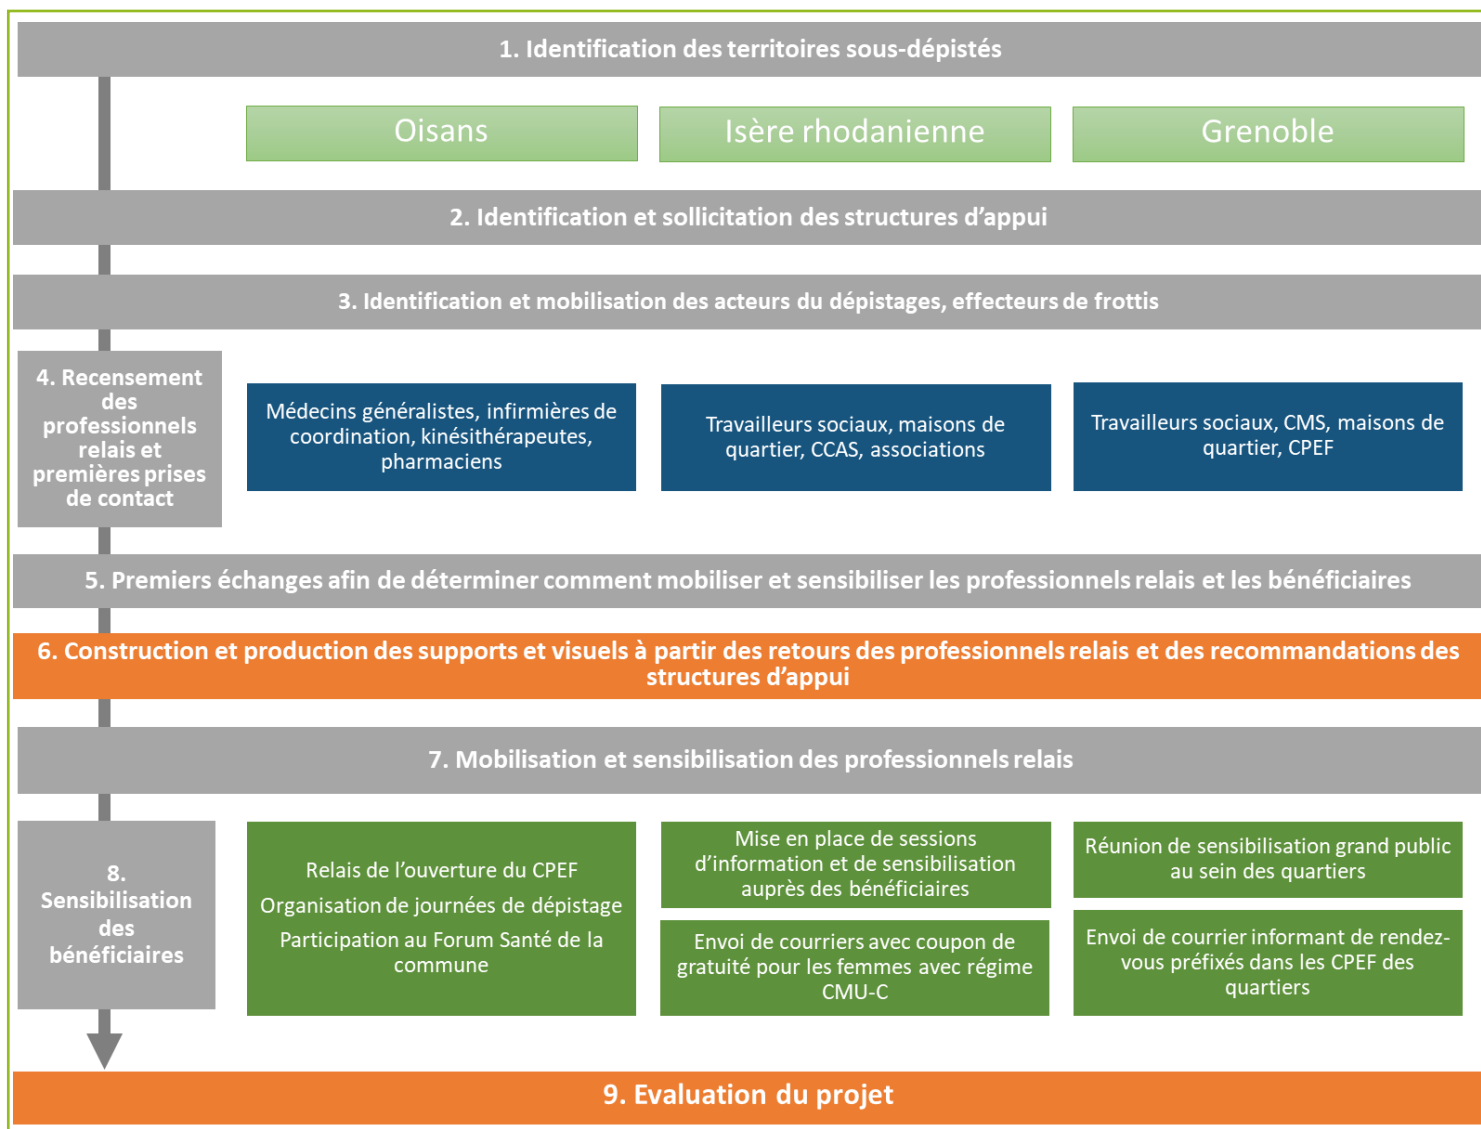 1. Identification des territoires sous-dépistés
Oisans
Isère rhodanienne
Grenoble
2. Identification et sollicitation des structures d’appui
3. Identification et mobilisation des acteurs du dépistages, effecteurs de frottis
4. Recensement
des
professionnels
relais et
premières prises
de contact
Médecins généralistes, infirmières de
coordination, kinésithérapeutes,
pharmaciens
Travailleurs sociaux, maisons de
quartier, CCAS, associations
Travailleurs sociaux, CMS, maisons de
quartier, CPEF
5. Premiers échanges afin de déterminer comment mobiliser et sensibiliser les professionnels relais et les bénéficiaires
6. Construction et production des supports et visuels à partir des retours des professionnels relais et des recommandations des
structures d’appui
7. Mobilisation et sensibilisation des professionnels relais
8.
Sensibilisation
des
bénéficiaires
Relais de l’ouverture du CPEF
Organisation de journées de dépistage
Participation au Forum Santé de la
commune
Mise en place de sessions
d’information et de sensibilisation
auprès des bénéficiaires
Envoi de courriers avec coupon de
gratuité pour les femmes avec régime
CMU-C
Réunion de sensibilisation grand public
au sein des quartiers
Envoi de courrier informant de rendez-
vous préfixés dans les CPEF des
quartiers
9. Evaluation du projet